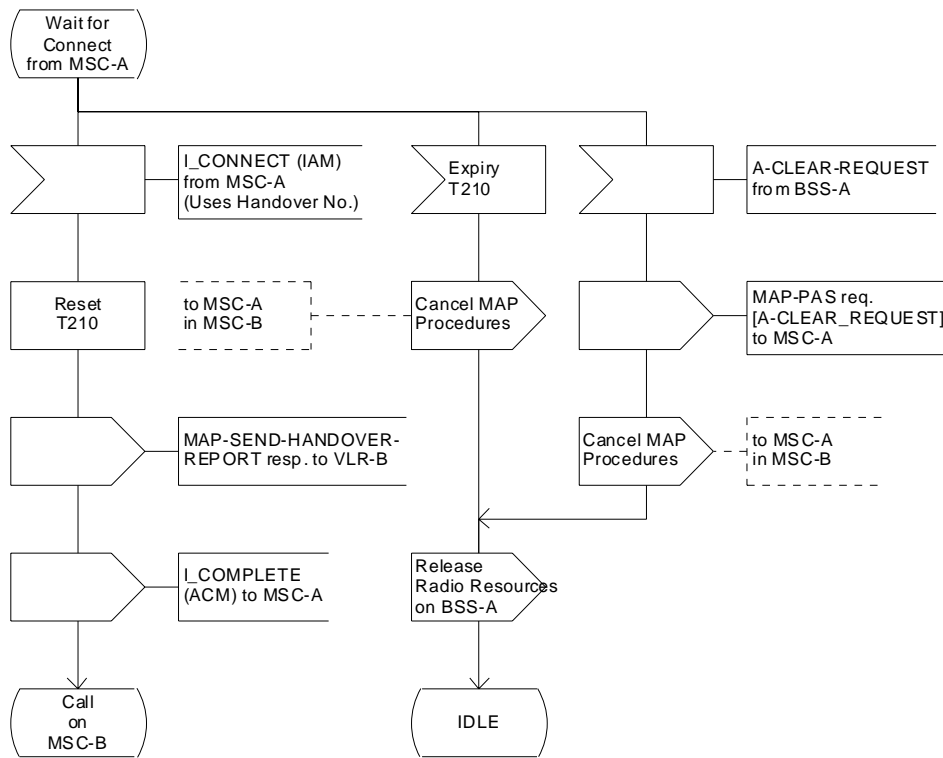 Wait for
Connect
from MSC-A
I_CONNECT (IAM)
from MSC-A
(Uses Handover No.)
Expiry
T210
A-CLEAR-REQUEST
from BSS-A
Reset
T210
to MSC-A
in MSC-B
Cancel MAP
Procedures
MAP-PAS req.
[A-CLEAR_REQUEST]
to MSC-A
MAP-SEND-HANDOVER-
REPORT resp. to VLR-B
Cancel MAP
Procedures
to MSC-A
in MSC-B
I_COMPLETE
(ACM) to MSC-A
Release
Radio Resources
on BSS-A
Call
on
MSC-B
IDLE